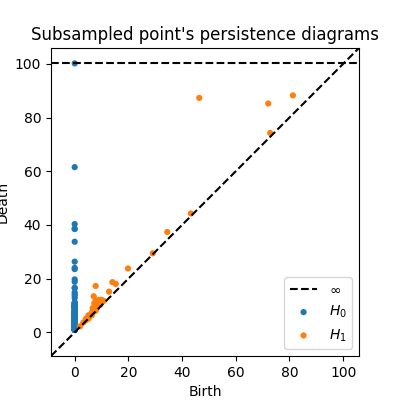 Subsampled point's persistence diagrams
100
80
60
40
20
0
Death
0 20 40 60 80 100
Birth
∞
H₀
H₁